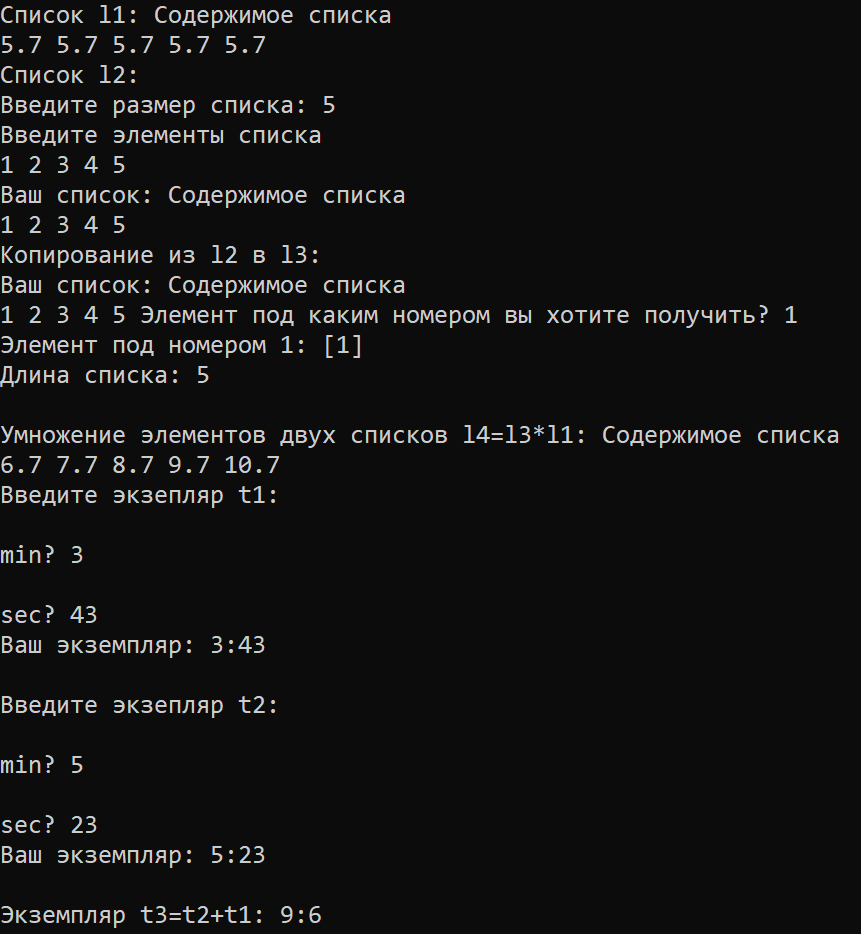 Список l1: Содержимое списка
5.7 5.7 5.7 5.7 5.7
Список l2:
Введите размер списка: 5
Введите элементы списка
1 2 3 4 5
Ваш список: Содержимое списка
1 2 3 4 5
Копирование из l2 в l3:
Ваш список: Содержимое списка
1 2 3 4 5 Элемент под каким номером вы хотите получить? 1
Элемент под номером 1: [1]
Длина списка: 5
Умножение элементов двух списков l4=l3*l1: Содержимое списка
6.7 7.7 8.7 9.7 10.7
Введите экзепляр t1:
min? 3
sec? 43
Ваш экземпляр: 3:43
Введите экзепляр t2:
min? 5
sec? 23
Ваш экземпляр: 5:23
Экземпляр t3=t2+t1: 9:6